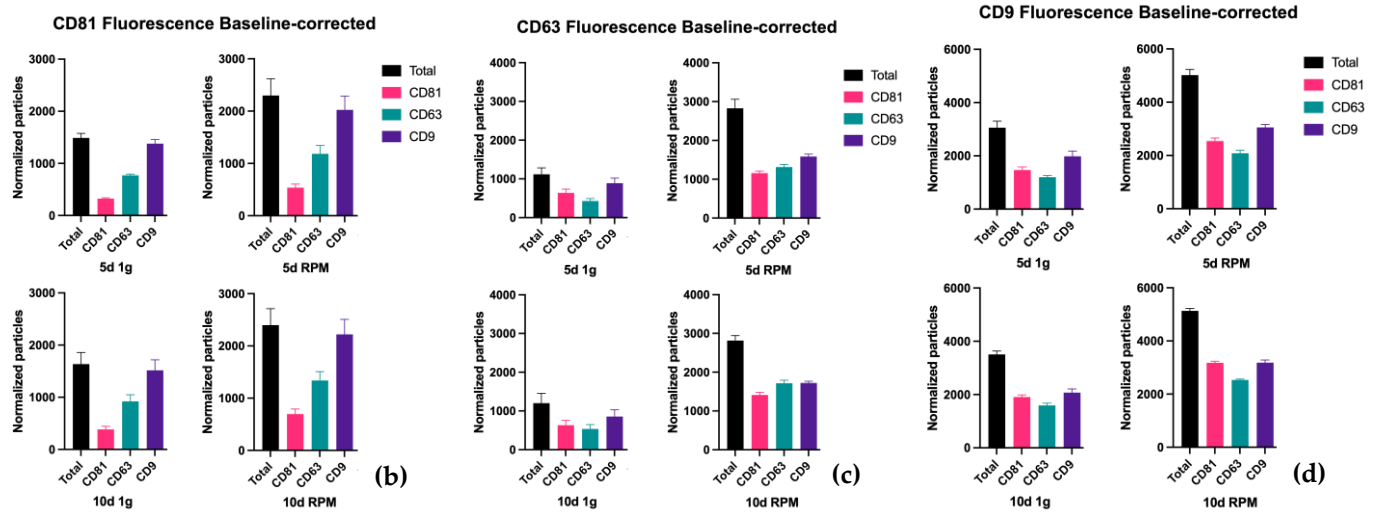 CD81 Fluorescence Baseline-corrected
Normalized particles
3000
2000
1000
0
Total
CD81
CD63
CD9
5d 1g
Normalized particles
3000
2000
1000
0
Total
CD81
CD63
CD9
5d RPM
Total
CD81
CD63
CD9
Normalized particles
3000
2000
1000
0
Total
CD81
CD63
CD9
10d 1g
Normalized particles
3000
2000
1000
0
Total
CD81
CD63
CD9
10d RPM
(b)
CD63 Fluorescence Baseline-corrected
Normalized particles
4000
3000
2000
1000
0
Total
CD81
CD63
CD9
5d 1g
Normalized particles
4000
3000
2000
1000
0
Total
CD81
CD63
CD9
5d RPM
Total
CD81
CD63
CD9
Normalized particles
4000
3000
2000
1000
0
Total
CD81
CD63
CD9
10d 1g
Normalized particles
4000
3000
2000
1000
0
Total
CD81
CD63
CD9
10d RPM
(c)
CD9 Fluorescence Baseline-corrected
Normalized particles
6000
4000
2000
0
Total
CD81
CD63
CD9
5d 1g
Normalized particles
6000
4000
2000
0
Total
CD81
CD63
CD9
5d RPM
Total
CD81
CD63
CD9
Normalized particles
6000
4000
2000
0
Total
CD81
CD63
CD9
10d 1g
Normalized particles
6000
4000
2000
0
Total
CD81
CD63
CD9
10d RPM
(d)